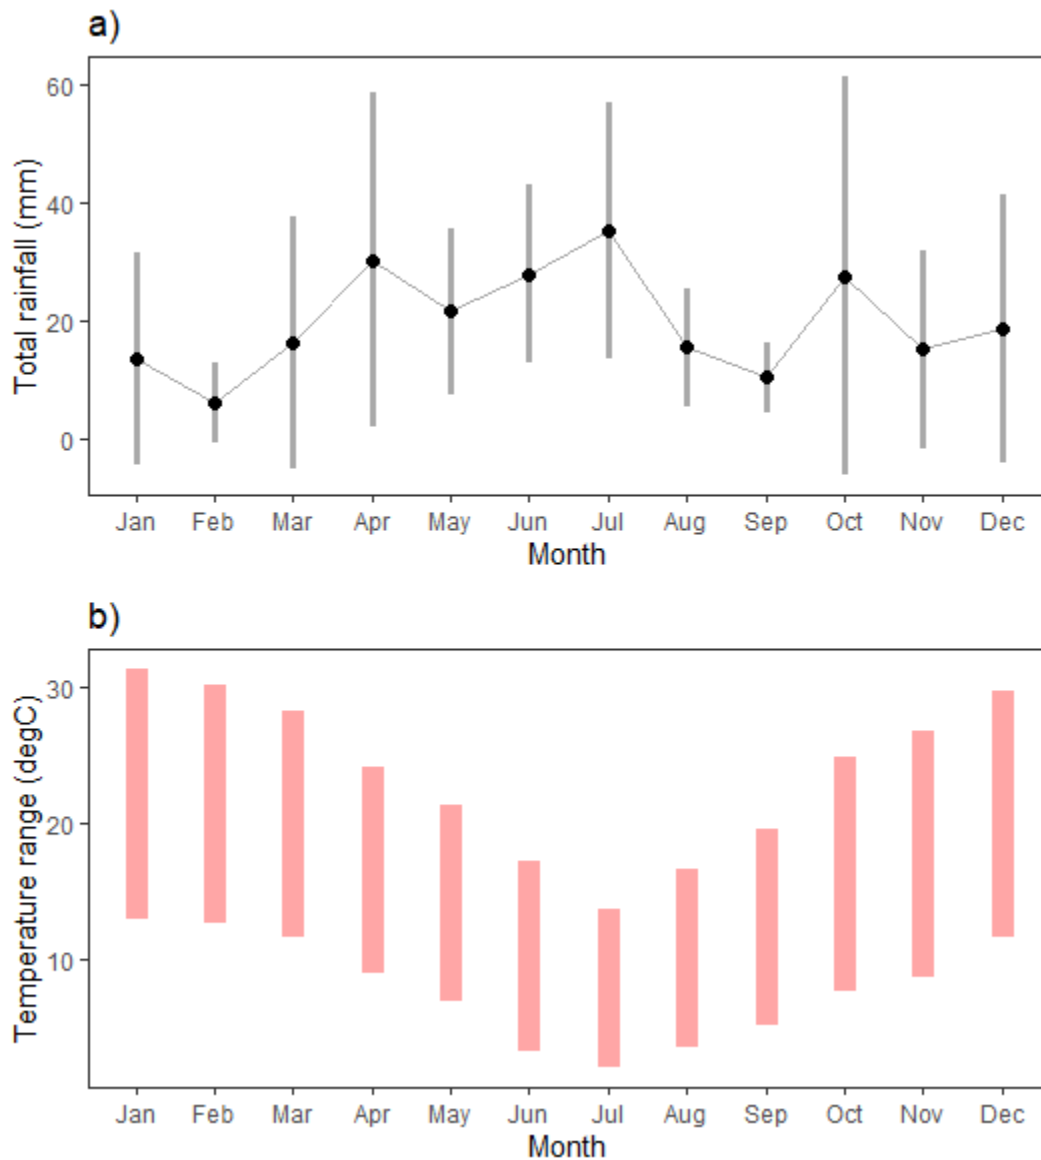 a)
Total rainfall (mm)
60
40
20
0
Jan Feb Mar Apr May Jun Jul Aug Sep Oct Nov Dec
Month
b)
Temperature range (degC)
30
20
10
Jan Feb Mar Apr May Jun Jul Aug Sep Oct Nov Dec
Month